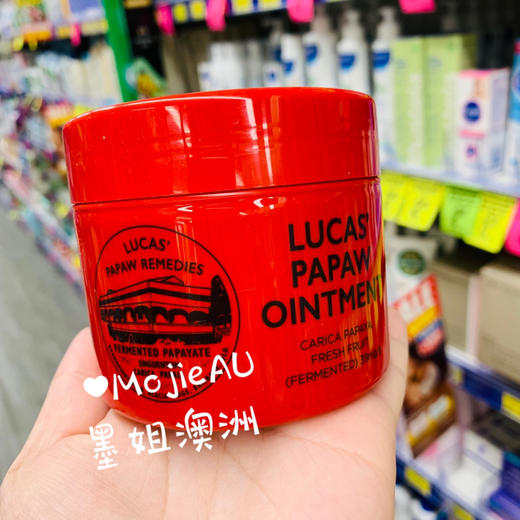 LUCAS'
PAPAW REMEDIES
FERMENTED PAPAYATE
LUCAS'
PAPAW
OINTMENT
CARICA PAPAYA
FRESH FRUIT
(FERMENTED)
MojieAU
墨姐澳洲